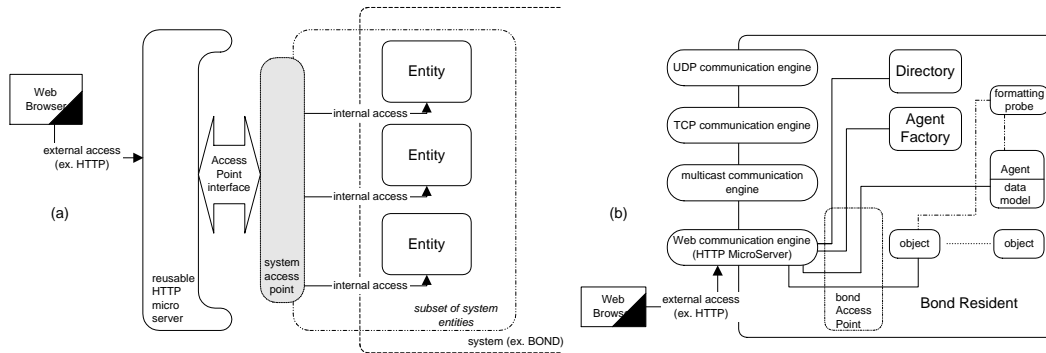 Web
Browser
external access
(ex. HTTP)
(a)
reusable
HTTP
micro
server
Access
Point
interface
system
access
point
internal access
internal access
internal access
Entity
Entity
Entity
subset of system
entities
system (ex. BOND)
UDP communication engine
TCP communication engine
multicast communication
engine
Web communication engine
(HTTP MicroServer)
Web
Browser
external access
(ex. HTTP)
(b)
Directory
Agent
Factory
formatting
probe
Agent
data
model
object
object
bond
Access
Point
Bond Resident